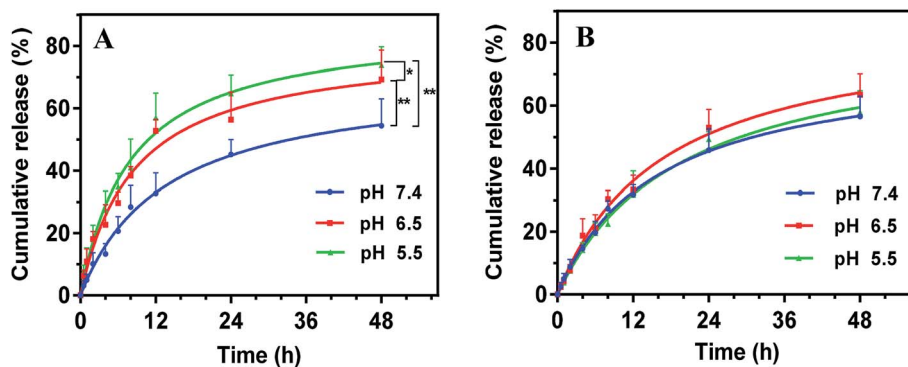 A
Cumulative release (%)
80
60
40
20
0
*
**
**
pH 7.4
pH 6.5
pH 5.5
0 12 24 36 48
Time (h)
B
Cumulative release (%)
80
60
40
20
0
pH 7.4
pH 6.5
pH 5.5
0 12 24 36 48
Time (h)